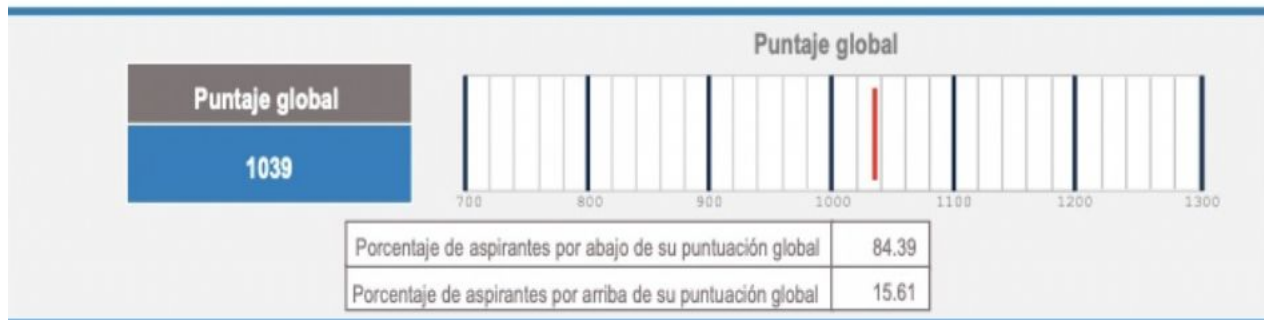 Puntaje global
Puntaje global
1039
700 800 900 1000 1100 1200 1300
Porcentaje de aspirantes por abajo de su puntuación global 84.39
Porcentaje de aspirantes por arriba de su puntuación global 15.61